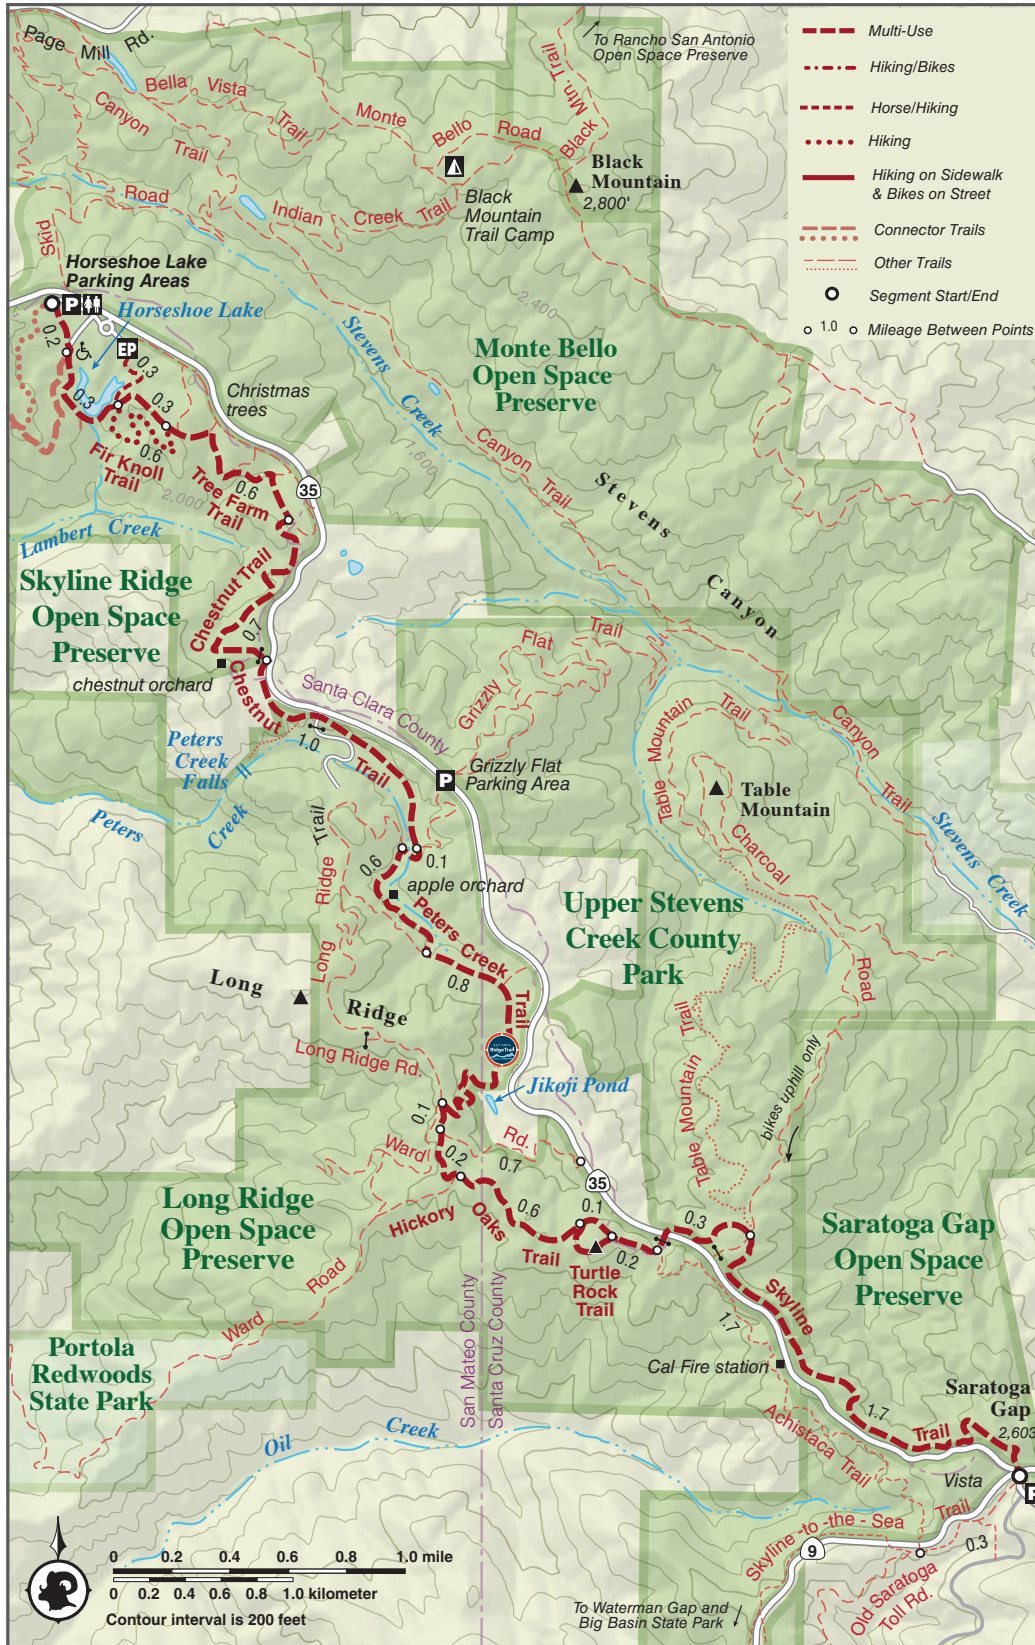 Page Mill Rd.
To Rancho San Antonio
Open Space Preserve
Multi-Use
Hiking/Bikes
Horse/Hiking
Hiking
Hiking on Sidewalk
& Bikes on Street
Connector Trails
Other Trails
Segment Start/End
1.0
Mileage Between Points
Bella Vista
Trail
Canyon
Trail
Monte
Bello
Road
Black
Mtn. Trail
Black
Mountain
2,800'
Black
Mountain
Trail Camp
Road
Indian
Creek
Trail
Skid
Horseshoe Lake
Parking Areas
P
Horseshoe Lake
EP
0.2
0.3
0.3
0.3
0.6
Fir Knoll
Trail
Christmas
trees
2,400
1,600
2,000
Stevens
Creek
Monte Bello
Open Space
Preserve
Canyon
Trail
Stevens
Canyon
0.6
Tree Farm
Trail
35
Lambert Creek
Skyline Ridge
Open Space
Preserve
Chestnut Trail
0.7
chestnut orchard
Chestnut
Trail
1.0
Santa Clara County
Peters
Creek
Falls
Peters
Creek
Grizzly
Flat
Trail
P
Grizzly Flat
Parking Area
Table
Mountain
Trail
Table
Mountain
Canyon
Trail
Stevens
Creek
Charcoal
Road
Trail
Ridge
Long
0.6
0.1
apple orchard
Peters Creek
Trail
0.8
Upper Stevens
Creek County
Park
Long
Ridge
Long Ridge Rd.
BAY AREA
Ridge Trail
Jikoji Pond
Trail
Table Mountain
bikes uphill only
0.1
Ward
Rd.
0.2
0.7
35
Long Ridge
Open Space
Preserve
Hickory
Oaks
Trail
0.6
0.1
0.2
0.3
Turtle
Rock
Trail
Saratoga Gap
Open Space
Preserve
Road
Ward
San Mateo County
Santa Cruz County
Skyline
1.7
Cal Fire station
Portola
Redwoods
State Park
Achistaca Trail
1.7
Trail
Saratoga
Gap
2,603
Vista
P
Oil
Creek
Skyline-to-the-Sea
Trail
9
0.3
Old Saratoga
Toll Rd.
To Waterman Gap and
Big Basin State Park
0 0.2 0.4 0.6 0.8 1.0 mile
0 0.2 0.4 0.6 0.8 1.0 kilometer
Contour interval is 200 feet